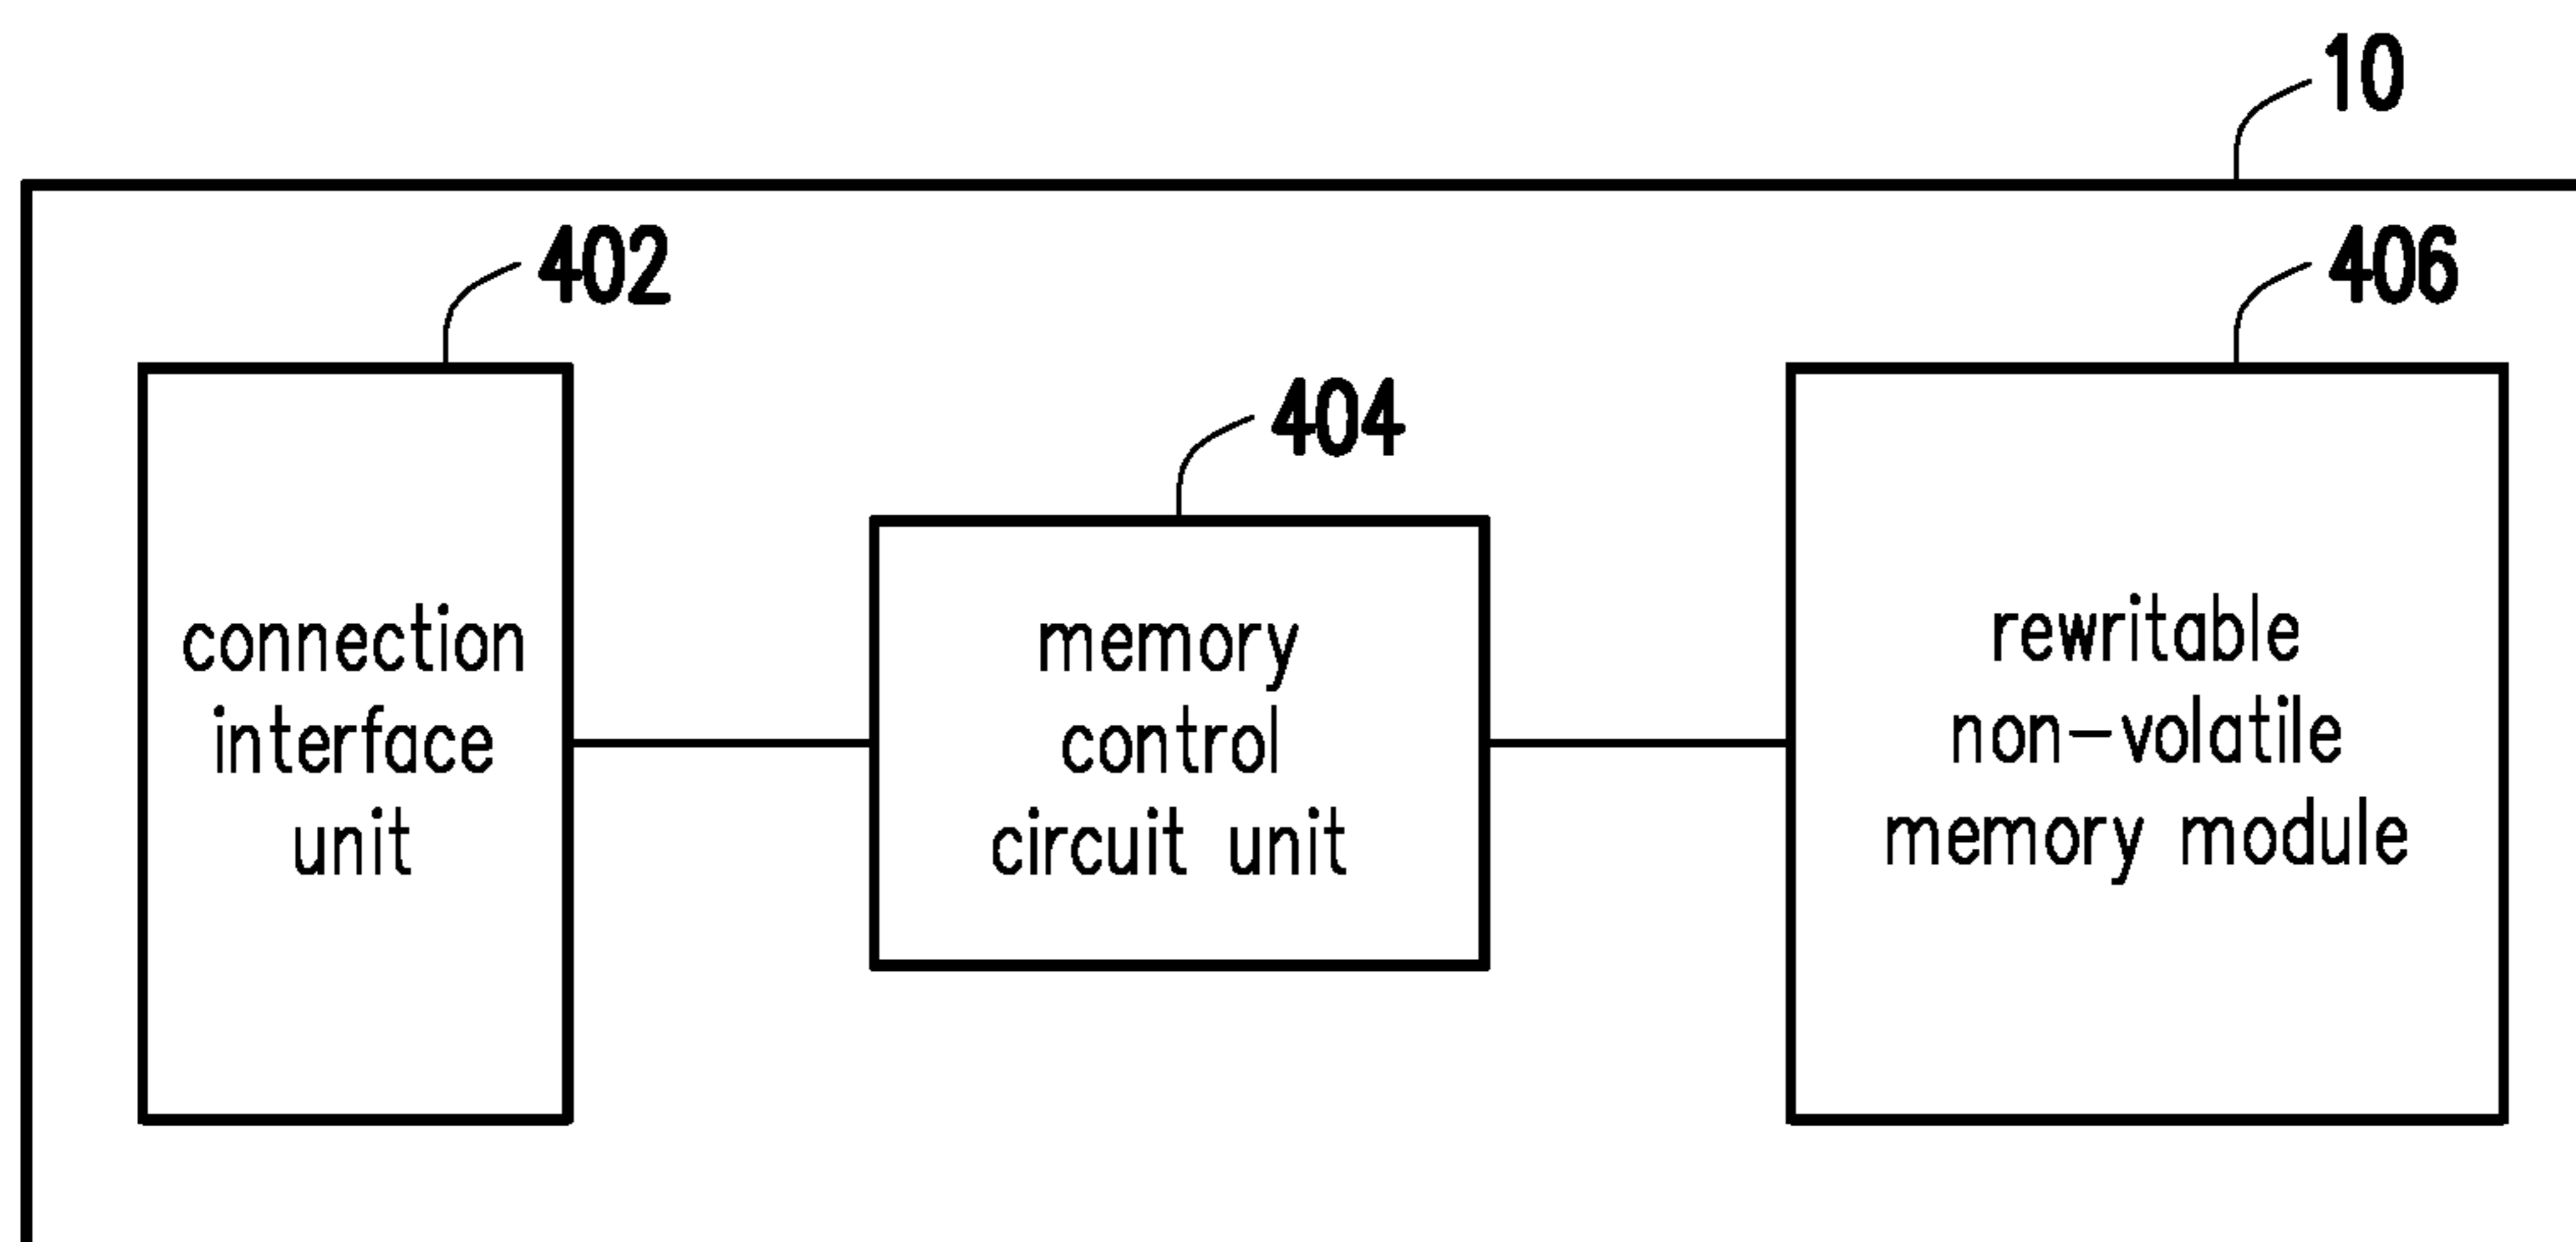 10
402
406
404
connection
interface
unit
memory
control
circuit unit
rewritable
non-volatile
memory module